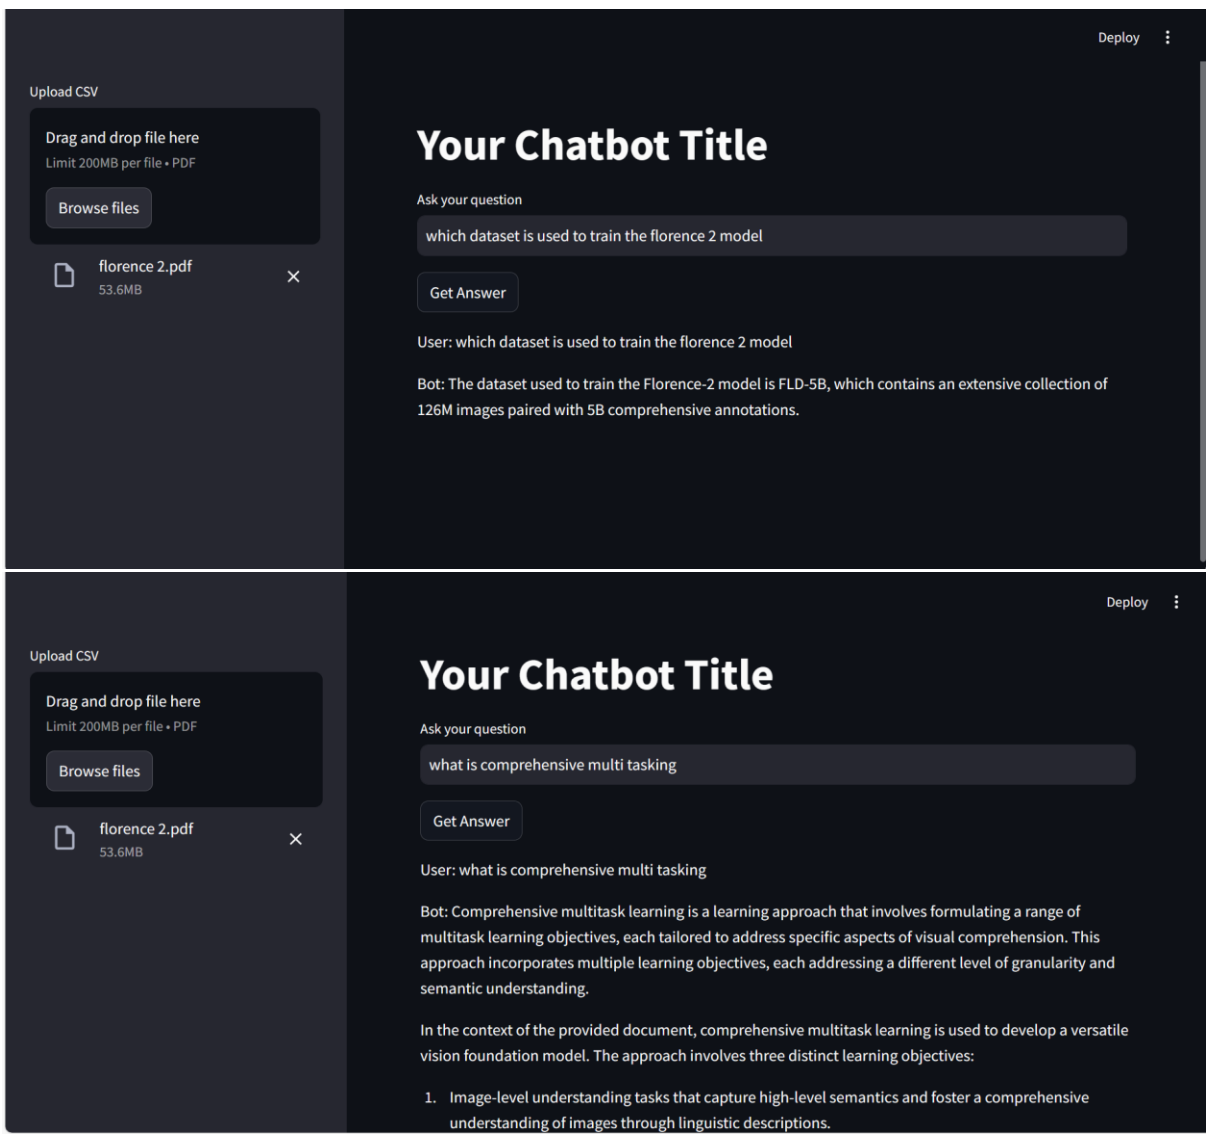 Deploy
Upload CSV
Drag and drop file here
Limit 200MB per file • PDF
Browse files
florence 2.pdf
53.6MB
Your Chatbot Title
Ask your question
which dataset is used to train the florence 2 model
Get Answer
User: which dataset is used to train the florence 2 model
Bot: The dataset used to train the Florence-2 model is FLD-5B, which contains an extensive collection of
126M images paired with 5B comprehensive annotations.
Deploy
Upload CSV
Drag and drop file here
Limit 200MB per file • PDF
Browse files
florence 2.pdf
53.6MB
Your Chatbot Title
Ask your question
what is comprehensive multi tasking
Get Answer
User: what is comprehensive multi tasking
Bot: Comprehensive multitask learning is a learning approach that involves formulating a range of
multitask learning objectives, each tailored to address specific aspects of visual comprehension. This
approach incorporates multiple learning objectives, each addressing a different level of granularity and
semantic understanding.
In the context of the provided document, comprehensive multitask learning is used to develop a versatile
vision foundation model. The approach involves three distinct learning objectives:
1. Image-level understanding tasks that capture high-level semantics and foster a comprehensive
understanding of images through linguistic descriptions.